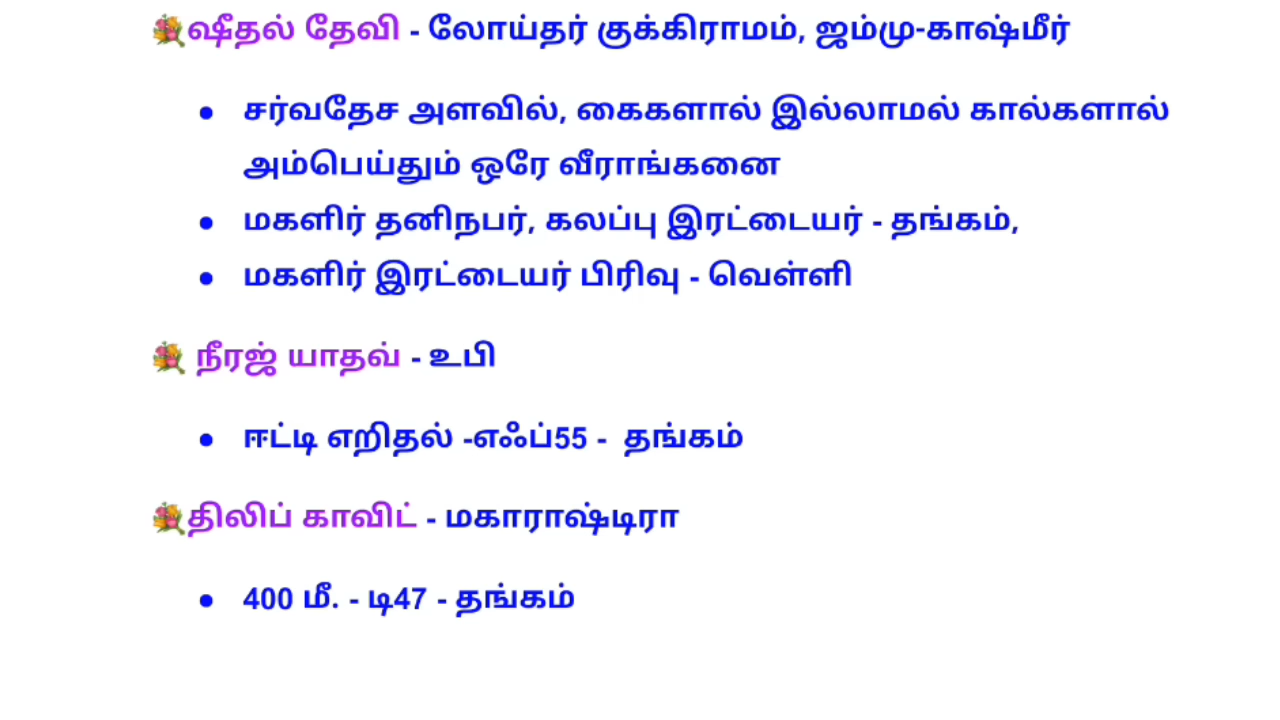 💐ஷீதல் தேவி - லோய்தர் குக்கிராமம், ஜம்மு-காஷ்மீர்
● சர்வதேச அளவில், கைகளால் இல்லாமல் கால்களால்
அம்பெய்தும் ஒரே வீராங்கனை
● மகளிர் தனிநபர், கலப்பு இரட்டையர் - தங்கம்,
● மகளிர் இரட்டையர் பிரிவு - வெள்ளி
💐 நீரஜ் யாதவ் - உபி
● ஈட்டி எறிதல் -எஃப்55 - தங்கம்
💐திலிப் காவிட் - மகாராஷ்டிரா
● 400 மீ. - டி47 - தங்கம்